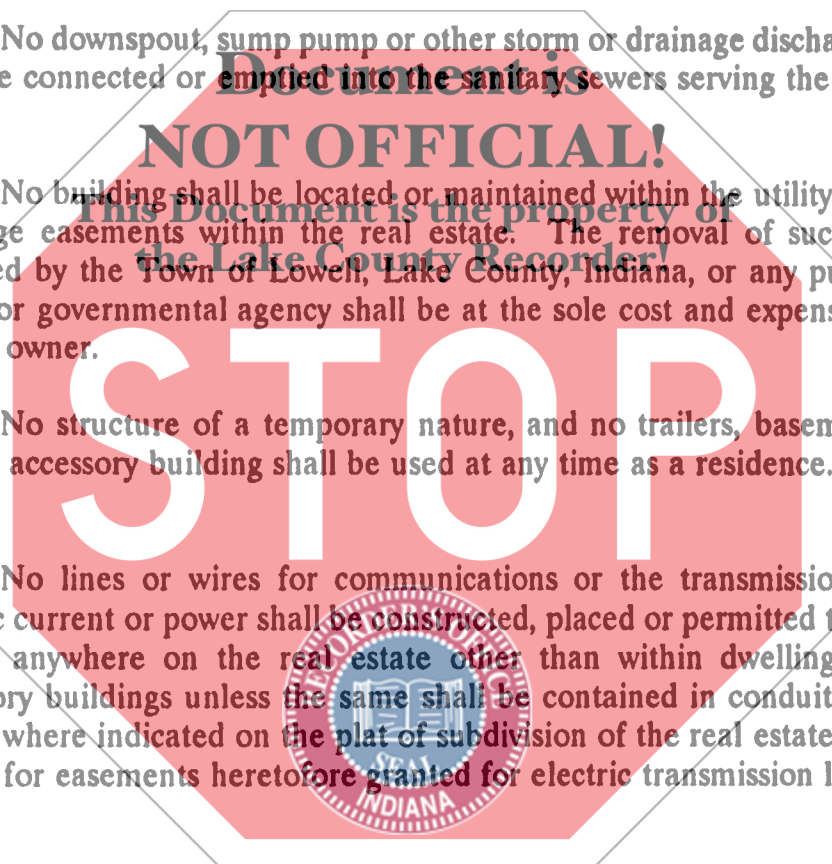 No downspout, sump pump or other storm or drainage discha
e connected or emptied into the sanitary sewers serving the
Document is
NOT OFFICIAL!
No building shall be located or maintained within the utility
This Document is the property of
ge easements within the real estate. The removal of suc
the Lake County Recorder!
ed by the Town of Lowell, Lake County, Indiana, or any pu
or governmental agency shall be at the sole cost and expens
owner.
STOP
No structure of a temporary nature, and no trailers, basem
accessory building shall be used at any time as a residence.
No lines or wires for communications or the transmissio
c current or power shall be constructed, placed or permitted t
anywhere on the real estate other than within dwelling
ory buildings unless the same shall be contained in conduit
where indicated on the plat of subdivision of the real estate
for easements heretofore granted for electric transmission l
SEAL
INDIANA